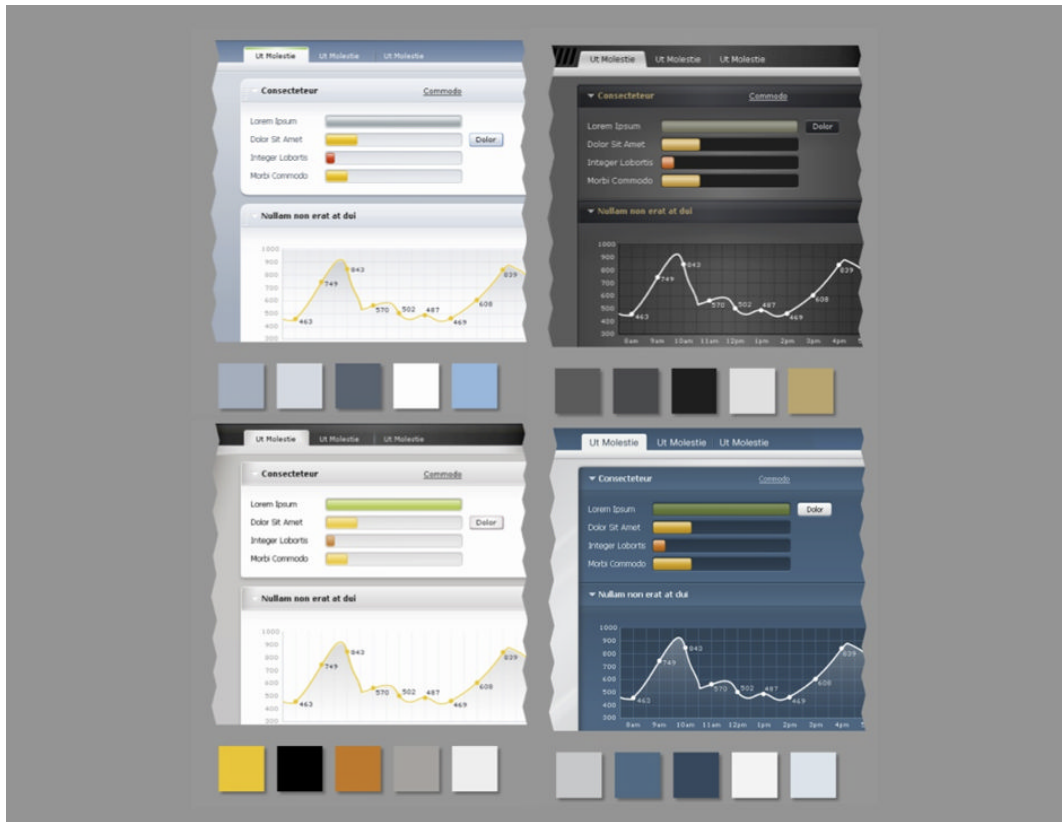 Ut Molestie Ut Molestie Ut Molestie
Consecteteur Commodo
Lorem Ipsum
Dolor Sit Amet Dolor
Integer Lobortis
Morbi Commodo
Nullam non erat at dui
1000
900
800
700
600
500
400
300
463 749 843 570 502 487 469 608 839
Ut Molestie Ut Molestie Ut Molestie
Consecteteur Commodo
Lorem Ipsum Dolor
Dolor Sit Amet
Integer Lobortis
Morbi Commodo
Nullam non erat at dui
1000
900
800
700
600
500
400
300
463 749 843 570 502 487 469 608 839
8am 9am 10am 11am 12pm 1pm 2pm 3pm 4pm
Ut Molestie Ut Molestie Ut Molestie
Consecteteur Commodo
Lorem Ipsum
Dolor Sit Amet Dolor
Integer Lobortis
Morbi Commodo
Nullam non erat at dui
1000
900
800
700
600
500
400
300
463 749 843 570 502 487 469 608 839
Ut Molestie Ut Molestie Ut Molestie
Consecteteur Commodo
Lorem Ipsum Dolor
Dolor Sit Amet
Integer Lobortis
Morbi Commodo
Nullam non erat at dui
1000
900
800
700
600
500
400
300
463 749 843 570 502 487 469 608 839
8am 9am 10am 11am 12pm 1pm 2pm 3pm 4pm